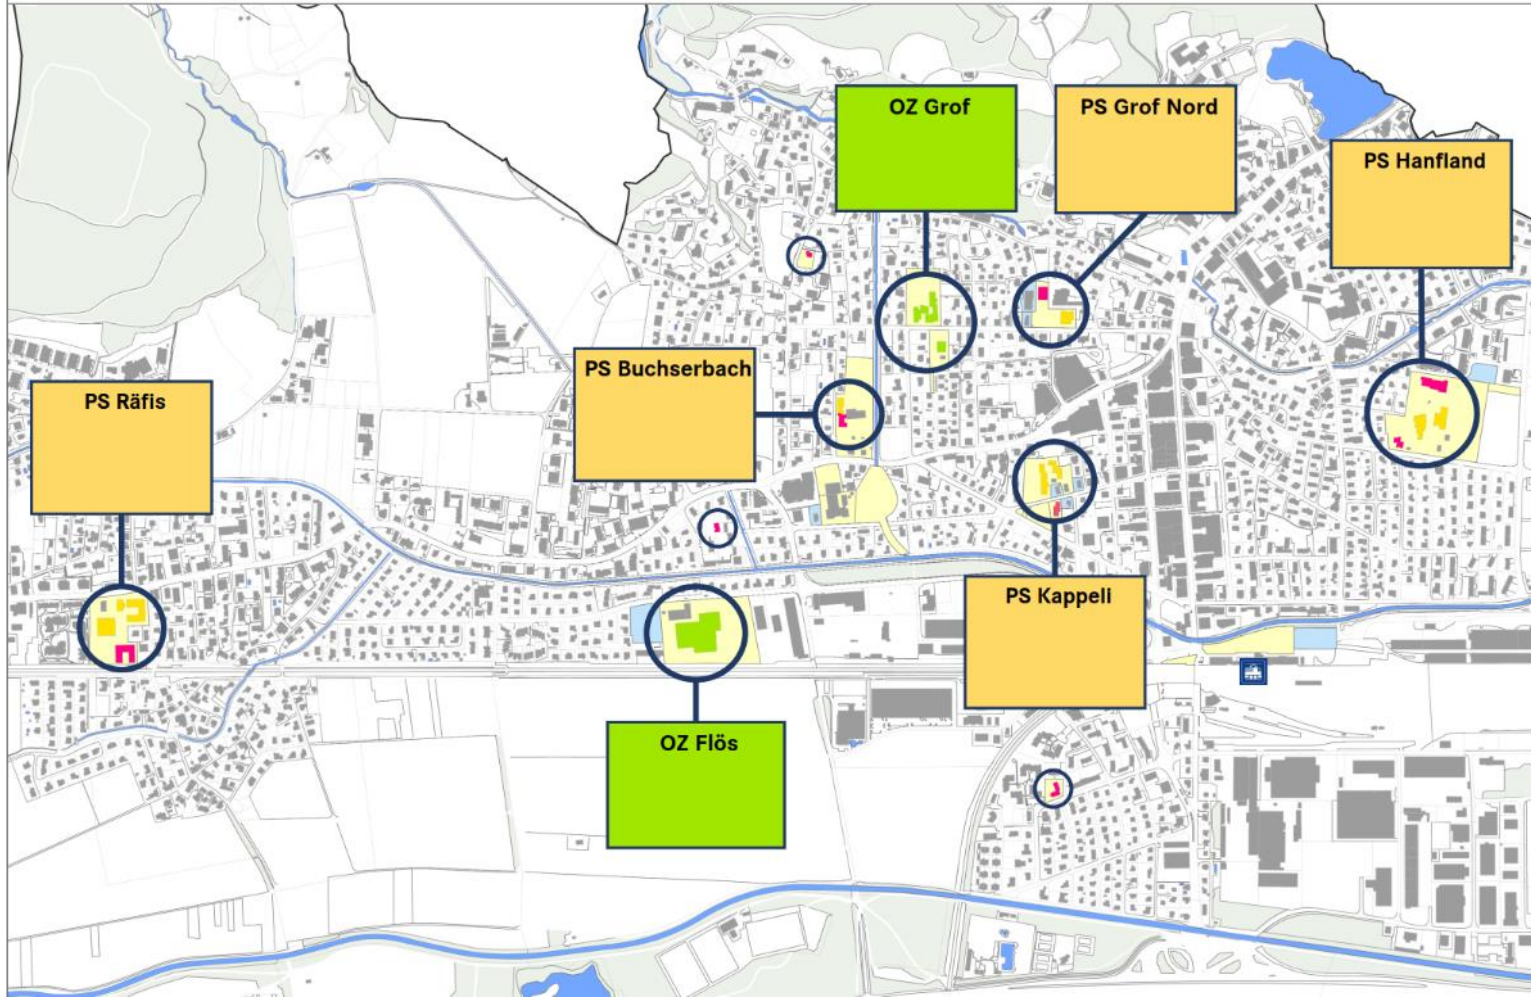 OZ Grof
PS Grof Nord
PS Hanfland
PS Buchserbach
PS Räfis
PS Kappeli
OZ Flös